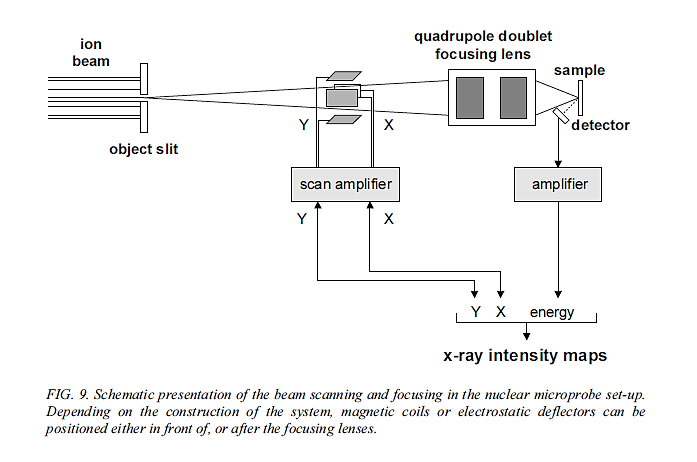 ion
beam
object slit
quadrupole doublet
focusing lens
sample
detector
Y
X
scan amplifier
amplifier
Y
X
Y X energy
x-ray intensity maps
FIG. 9. Schematic presentation of the beam scanning and focusing in the nuclear microprobe set-up.
Depending on the construction of the system, magnetic coils or electrostatic deflectors can be
positioned either in front of, or after the focusing lenses.